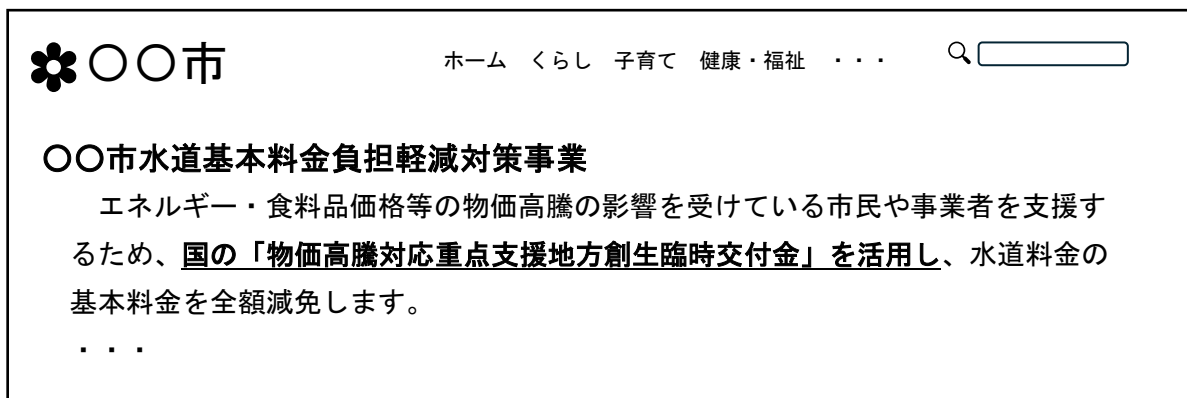 〇〇市
ホーム くらし 子育て 健康・福祉 ・・・
〇〇市水道基本料金負担軽減対策事業
エネルギー・食料品価格等の物価高騰の影響を受けている市民や事業者を支援す
るため、国の「物価高騰対応重点支援地方創生臨時交付金」を活用し、水道料金の
基本料金を全額減免します。
・・・